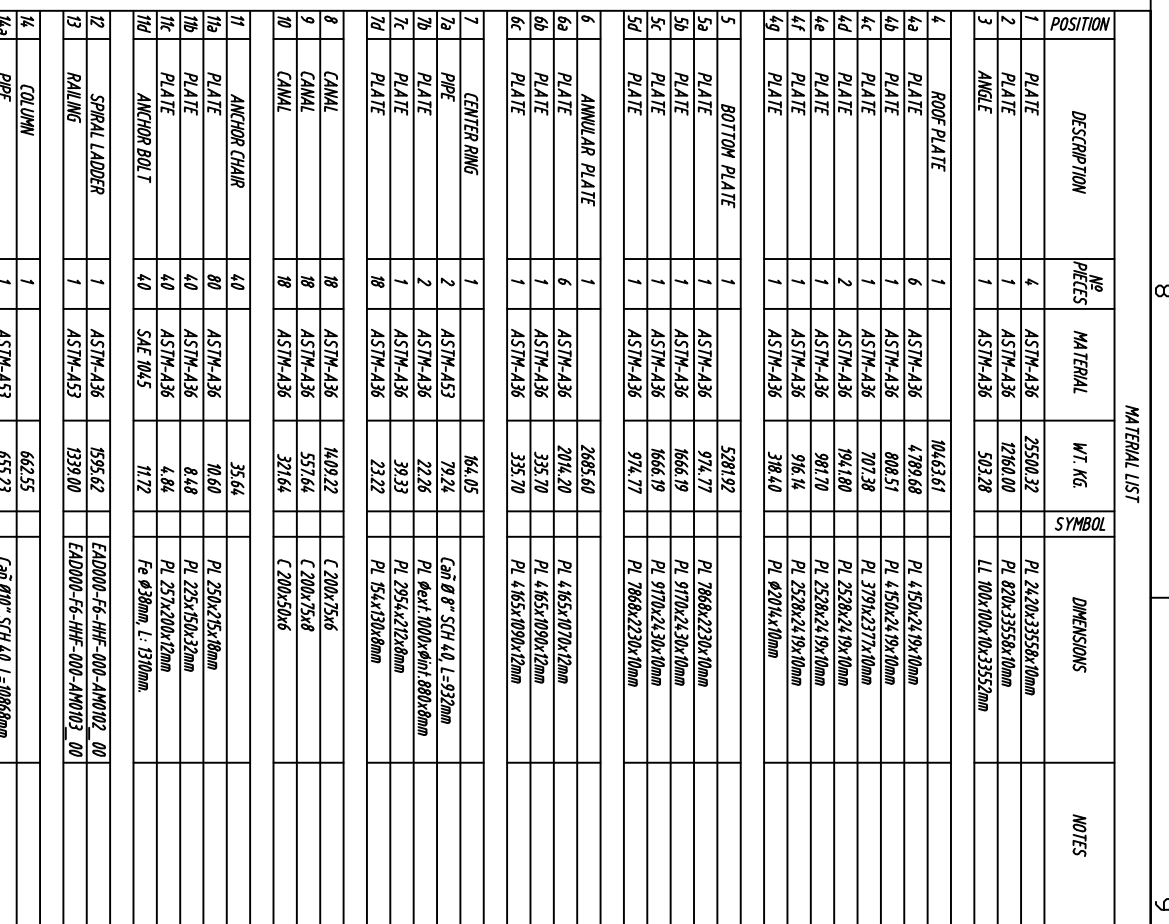 8
9
MATERIAL LIST
POSITION DESCRIPTION Nº PIECES MATERIAL WT. KG. SYMBOL DIMENSIONS NOTES
1 PLATE 4 ASTM-A36 25500.32 PL 2420x33558x10mm
2 PLATE 1 ASTM-A36 12160.00 PL 820x33558x10mm
3 ANGLE 1 ASTM-A36 503.28 LL 100x100x10x33552mm
4 ROOF PLATE 1 10463.61
4a PLATE 6 ASTM-A36 4789.68 PL 4150x2419x10mm
4b PLATE 1 ASTM-A36 808.51 PL 4150x2419x10mm
4c PLATE 1 ASTM-A36 707.38 PL 3791x2377x10mm
4d PLATE 2 ASTM-A36 1941.80 PL 2528x2419x10mm
4e PLATE 1 ASTM-A36 981.70 PL 2528x2419x10mm
4f PLATE 1 ASTM-A36 916.14 PL 2528x2419x10mm
4g PLATE 1 ASTM-A36 318.40 PL Ø2014x10mm
5 BOTTOM PLATE 1 5281.92
5a PLATE 1 ASTM-A36 974.77 PL 7868x2230x10mm
5b PLATE 1 ASTM-A36 1666.19 PL 9170x2430x10mm
5c PLATE 1 ASTM-A36 1666.19 PL 9170x2430x10mm
5d PLATE 1 ASTM-A36 974.77 PL 7868x2230x10mm
6 ANNULAR PLATE 1 2685.60
6a PLATE 6 ASTM-A36 2014.20 PL 4165x1070x12mm
6b PLATE 1 ASTM-A36 335.70 PL 4165x1090x12mm
6c PLATE 1 ASTM-A36 335.70 PL 4165x1090x12mm
7 CENTER RING 1 164.05
7a PIPE 2 ASTM-A53 79.24 Cañ Ø 8" SCH 40, L=932mm
7b PLATE 2 ASTM-A36 22.26 PL Øext.1000xØint.880x8mm
7c PLATE 1 ASTM-A36 39.33 PL 2954x212x8mm
7d PLATE 18 ASTM-A36 23.22 PL 154x130x8mm
8 CANAL 18 ASTM-A36 1409.22 C 200x75x6
9 CANAL 18 ASTM-A36 557.64 C 200x75x8
10 CANAL 18 ASTM-A36 321.64 C 200x50x6
11 ANCHOR CHAIR 40 35.64
11a PLATE 80 ASTM-A36 10.60 PL 250x215x18mm
11b PLATE 40 ASTM-A36 8.48 PL 225x150x32mm
11c PLATE 40 ASTM-A36 4.84 PL 257x200x12mm
11d ANCHOR BOLT 40 SAE 1045 11.72 Fe Ø38mm, L: 1310mm.
12 SPIRAL LADDER 1 ASTM-A36 1595.62 EAD000-F6-HHF-000-AM0102_00
13 RAILING 1 ASTM-A53 1339.00 EAD000-F6-HHF-000-AM0103_00
14 COLUMN 1 662.55
14a PIPE 1 ASTM-A53 655.23 Cañ Ø10" SCH 40, L=10868mm